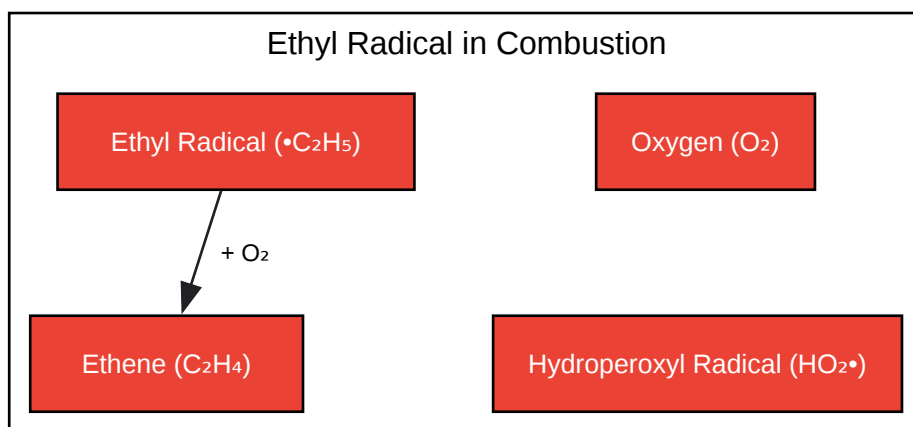 Ethyl Radical in Combustion
Ethyl Radical (•C₂H₅)
Oxygen (O₂)
+ O₂
Ethene (C₂H₄)
Hydroperoxyl Radical (HO₂•)